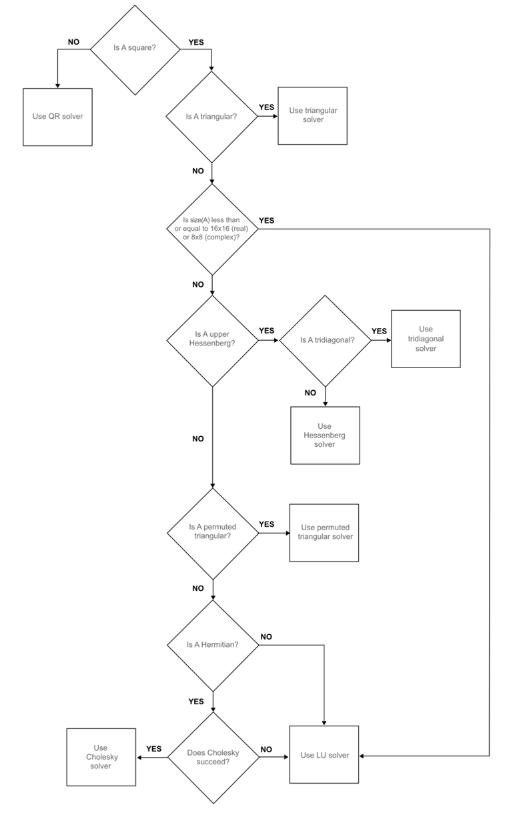 NO
Is A square?
YES
Use QR solver
Is A triangular?
YES
Use triangular
solver
NO
Is size(A) less than
or equal to 16x16 (real)
or 8x8 (complex)?
YES
NO
Is A upper
Hessenberg?
YES
Is A tridiagonal?
YES
Use
tridiagonal
solver
NO
Use
Hessenberg
solver
NO
Is A permuted
triangular?
YES
Use permuted
triangular solver
NO
Is A Hermitian?
NO
YES
Use
Cholesky
solver
YES
Does Cholesky
succeed?
NO
Use LU solver